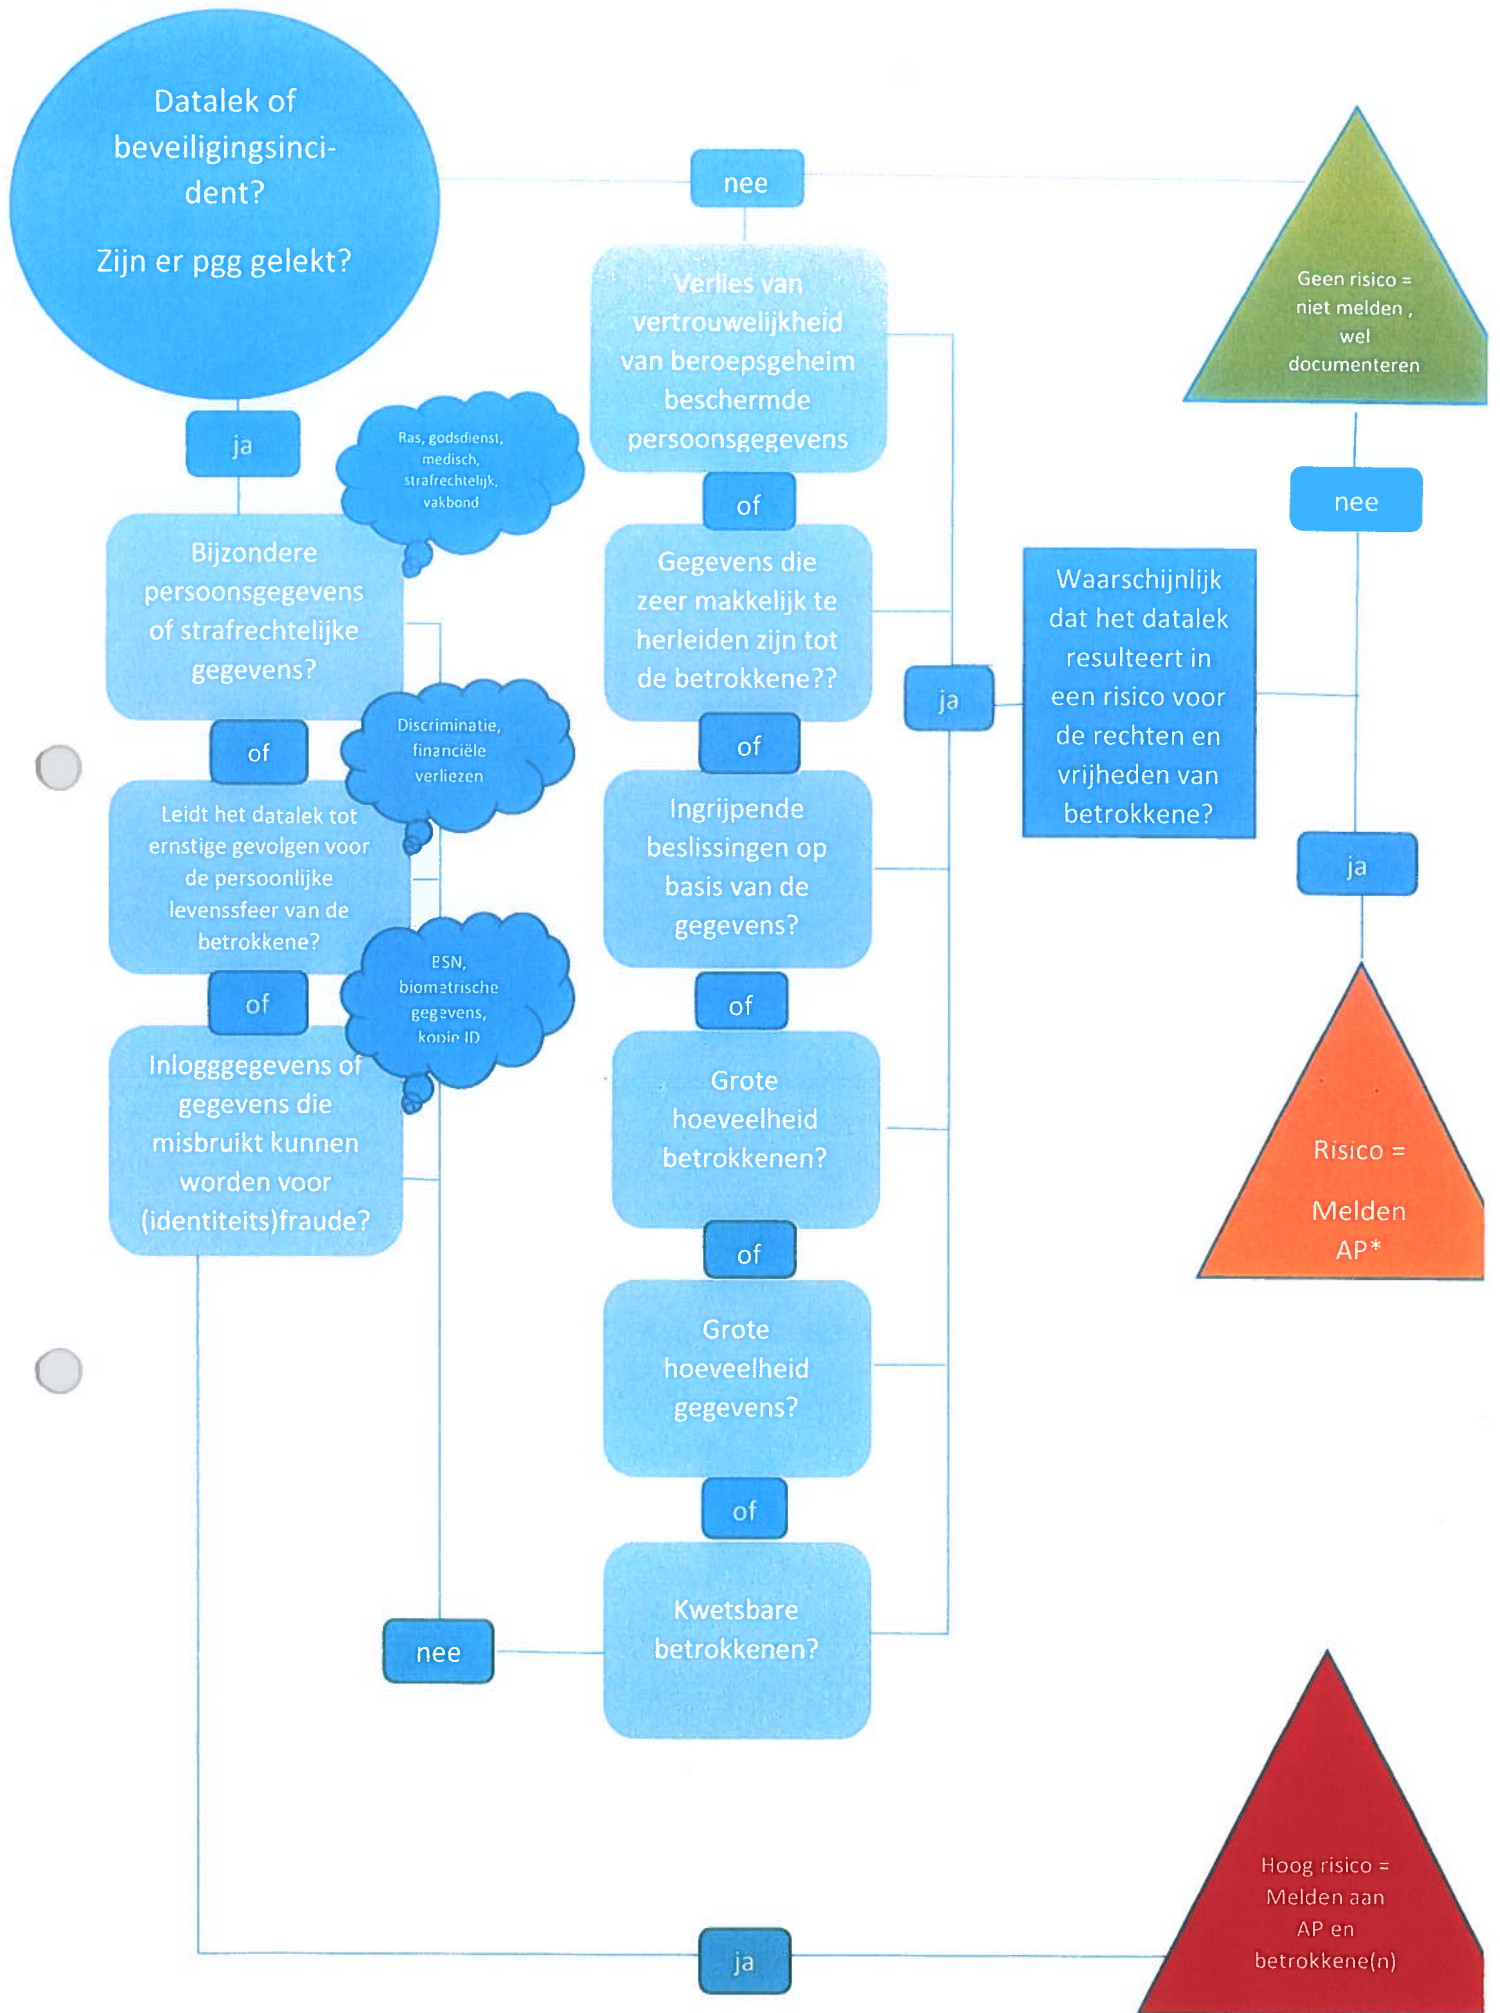 Datalek of
beveiligingsinci-
dent?
Zijn er pgg gelekt?
nee
Geen risico =
niet melden ,
wel
documenteren
ja
Ras, godsdienst,
medisch,
strafrechtelijk,
vakbond
Bijzondere
persoonsgegevens
of strafrechtelijke
gegevens?
of
Discriminatie,
financiële
verliezen
Leidt het datalek tot
ernstige gevolgen voor
de persoonlijke
levenssfeer van de
betrokkene?
of
BSN,
biometrische
gegevens,
kopie ID
Inlogggegevens of
gegevens die
misbruikt kunnen
worden voor
(identiteits)fraude?
nee
Verlies van
vertrouwelijkheid
van beroepsgeheim
beschermde
persoonsgegevens
of
Gegevens die
zeer makkelijk te
herleiden zijn tot
de betrokkene??
of
Ingrijpende
beslissingen op
basis van de
gegevens?
of
Grote
hoeveelheid
betrokkenen?
of
Grote
hoeveelheid
gegevens?
of
Kwetsbare
betrokkenen?
ja
Waarschijnlijk
dat het datalek
resulteert in
een risico voor
de rechten en
vrijheden van
betrokkene?
nee
ja
Risico =
Melden
AP*
ja
Hoog risico =
Melden aan
AP en
betrokkene(n)